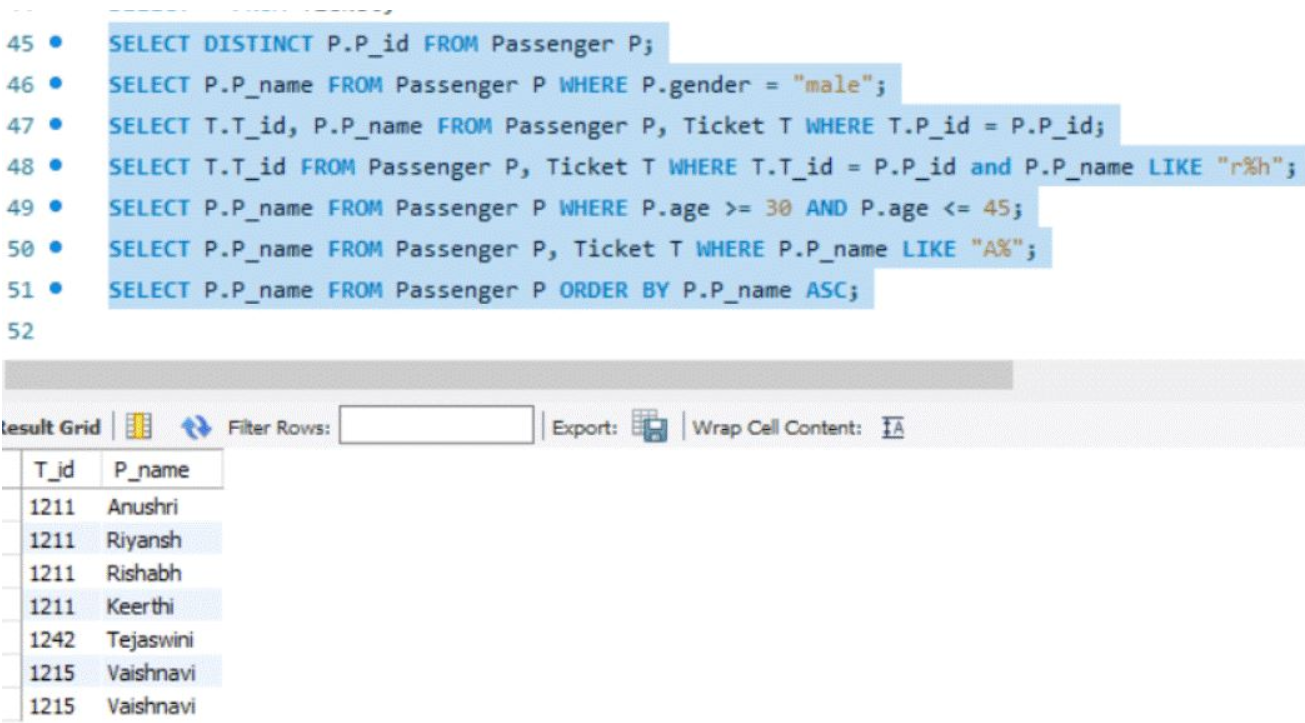 45 SELECT DISTINCT P.P_id FROM Passenger P;
46 SELECT P.P_name FROM Passenger P WHERE P.gender = "male";
47 SELECT T.T_id, P.P_name FROM Passenger P, Ticket T WHERE T.P_id = P.P_id;
48 SELECT T.T_id FROM Passenger P, Ticket T WHERE T.T_id = P.P_id and P.P_name LIKE "r%h";
49 SELECT P.P_name FROM Passenger P WHERE P.age >= 30 AND P.age <= 45;
50 SELECT P.P_name FROM Passenger P, Ticket T WHERE P.P_name LIKE "A%";
51 SELECT P.P_name FROM Passenger P ORDER BY P.P_name ASC;
52
Result Grid Filter Rows: Export: Wrap Cell Content: IA
T_id P_name
1211 Anushri
1211 Riyansh
1211 Rishabh
1211 Keerthi
1242 Tejaswini
1215 Vaishnavi
1215 Vaishnavi